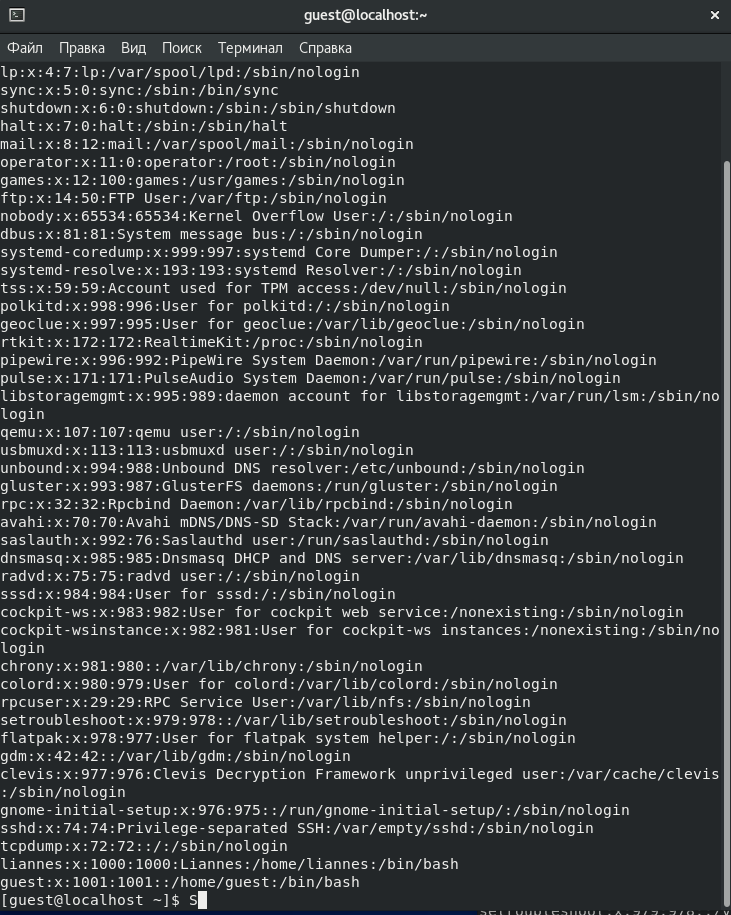 guest@localhost:~
Файл Правка Вид Поиск Терминал Справка
lp:x:4:7:lp:/var/spool/lpd:/sbin/nologin
sync:x:5:0:sync:/sbin:/bin/sync
shutdown:x:6:0:shutdown:/sbin:/sbin/shutdown
halt:x:7:0:halt:/sbin:/sbin/halt
mail:x:8:12:mail:/var/spool/mail:/sbin/nologin
operator:x:11:0:operator:/root:/sbin/nologin
games:x:12:100:games:/usr/games:/sbin/nologin
ftp:x:14:50:FTP User:/var/ftp:/sbin/nologin
nobody:x:65534:65534:Kernel Overflow User:/:/sbin/nologin
dbus:x:81:81:System message bus:/:/sbin/nologin
systemd-coredump:x:999:997:systemd Core Dumper:/:/sbin/nologin
systemd-resolve:x:193:193:systemd Resolver:/:/sbin/nologin
tss:x:59:59:Account used for TPM access:/dev/null:/sbin/nologin
polkitd:x:998:996:User for polkitd:/:/sbin/nologin
geoclue:x:997:995:User for geoclue:/var/lib/geoclue:/sbin/nologin
rtkit:x:172:172:RealtimeKit:/proc:/sbin/nologin
pipewire:x:996:992:PipeWire System Daemon:/var/run/pipewire:/sbin/nologin
pulse:x:171:171:PulseAudio System Daemon:/var/run/pulse:/sbin/nologin
libstoragemgmt:x:995:989:daemon account for libstoragemgmt:/var/run/lsm:/sbin/no
login
qemu:x:107:107:qemu user:/:/sbin/nologin
usbmuxd:x:113:113:usbmuxd user:/:/sbin/nologin
unbound:x:994:988:Unbound DNS resolver:/etc/unbound:/sbin/nologin
gluster:x:993:987:GlusterFS daemons:/run/gluster:/sbin/nologin
rpc:x:32:32:Rpcbind Daemon:/var/lib/rpcbind:/sbin/nologin
avahi:x:70:70:Avahi mDNS/DNS-SD Stack:/var/run/avahi-daemon:/sbin/nologin
saslauth:x:992:76:Saslauthd user:/run/saslauthd:/sbin/nologin
dnsmasq:x:985:985:Dnsmasq DHCP and DNS server:/var/lib/dnsmasq:/sbin/nologin
radvd:x:75:75:radvd user:/:/sbin/nologin
sssd:x:984:984:User for sssd:/:/sbin/nologin
cockpit-ws:x:983:982:User for cockpit web service:/nonexisting:/sbin/nologin
cockpit-wsinstance:x:982:981:User for cockpit-ws instances:/nonexisting:/sbin/no
login
chrony:x:981:980::/var/lib/chrony:/sbin/nologin
colord:x:980:979:User for colord:/var/lib/colord:/sbin/nologin
rpcuser:x:29:29:RPC Service User:/var/lib/nfs:/sbin/nologin
setroubleshoot:x:979:978::/var/lib/setroubleshoot:/sbin/nologin
flatpak:x:978:977:User for flatpak system helper:/:/sbin/nologin
gdm:x:42:42::/var/lib/gdm:/sbin/nologin
clevis:x:977:976:Clevis Decryption Framework unprivileged user:/var/cache/clevis
:/sbin/nologin
gnome-initial-setup:x:976:975::/run/gnome-initial-setup/:/sbin/nologin
sshd:x:74:74:Privilege-separated SSH:/var/empty/sshd:/sbin/nologin
tcpdump:x:72:72::/:/sbin/nologin
liannes:x:1000:1000:Liannes:/home/liannes:/bin/bash
guest:x:1001:1001::/home/guest:/bin/bash
[guest@localhost ~]$ S